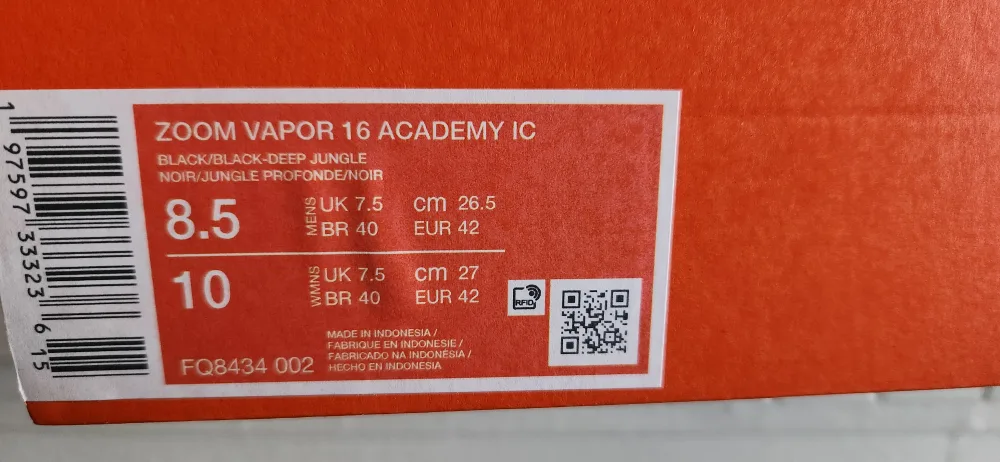 ZOOM VAPOR 16 ACADEMY IC
BLACK/BLACK-DEEP JUNGLE
NOIR/JUNGLE PROFONDE/NOIR
8.5 MENS UK 7.5 cm 26.5
BR 40 EUR 42
10 WMNS UK 7.5 cm 27
BR 40 EUR 42
RFID
MADE IN INDONESIA /
FABRIQUE EN INDONESIE /
FABRICADO NA INDONÉSIA /
HECHO EN INDONESIA
FQ8434 002
1 97597 33323 6 15